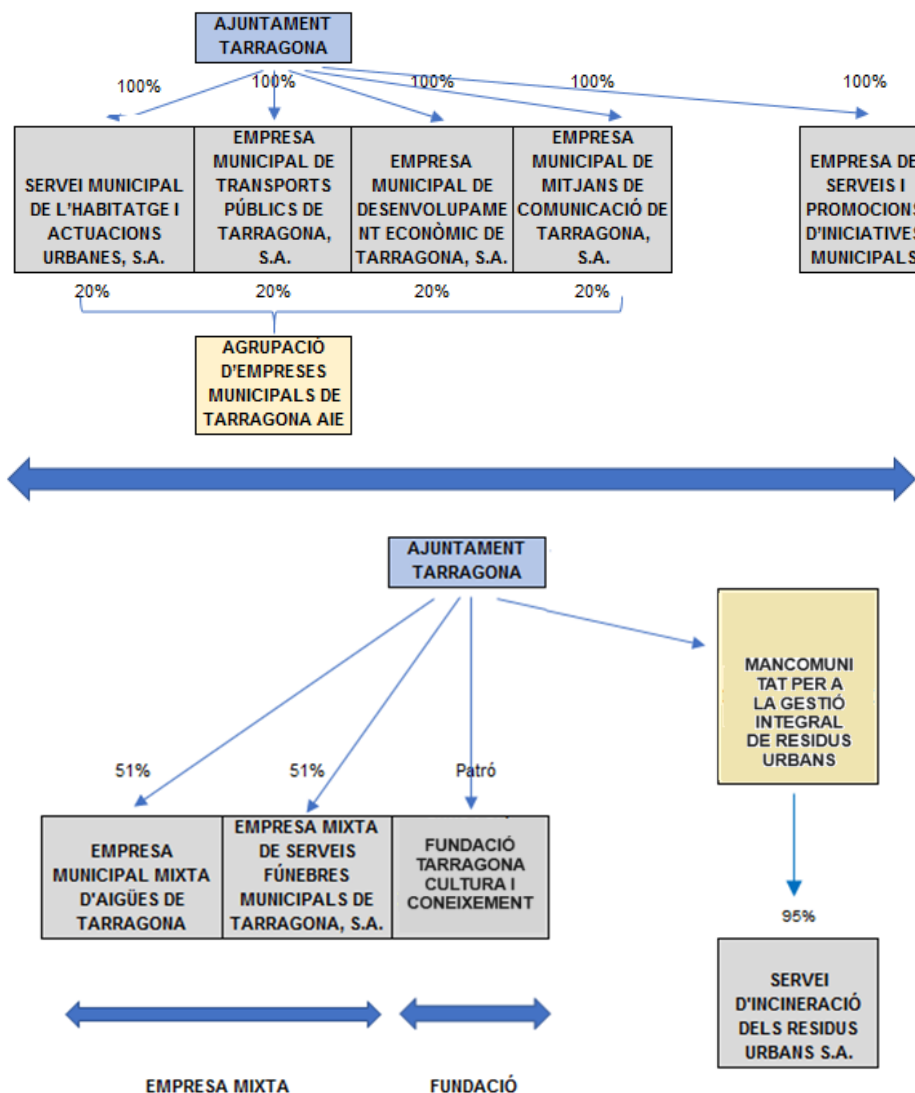 AJUNTAMENT
TARRAGONA
100%
100%
100%
100%
100%
SERVEI MUNICIPAL
DE L'HABITATGE I
ACTUACIONS
URBANES, S.A.
EMPRESA
MUNICIPAL DE
TRANSPORTS
PÚBLICS DE
TARRAGONA,
S.A.
EMPRESA
MUNICIPAL DE
DESENVOLUPAME
NT ECONÒMIC DE
TARRAGONA, S.A.
EMPRESA
MUNICIPAL DE
MITJANS DE
COMUNICACIÓ DE
TARRAGONA,
S.A.
EMPRESA DE
SERVEIS I
PROMOCIONS
D'INICIATIVES
MUNICIPALS
20%
20%
20%
20%
AGRUPACIÓ
D'EMPRESES
MUNICIPALS DE
TARRAGONA AIE
AJUNTAMENT
TARRAGONA
MANCOMUNI
TAT PER A
LA GESTIÓ
INTEGRAL
DE RESIDUS
URBANS
51%
51%
Patró
EMPRESA
MUNICIPAL MIXTA
D'AIGÜES DE
TARRAGONA
EMPRESA MIXTA
DE SERVEIS
FÚNEBRES
MUNICIPALS DE
TARRAGONA, S.A.
FUNDACIÓ
TARRAGONA
CULTURA I
CONEIXEMENT
95%
SERVEI
D'INCINERACIÓ
DELS RESIDUS
URBANS S.A.
EMPRESA MIXTA
FUNDACIÓ